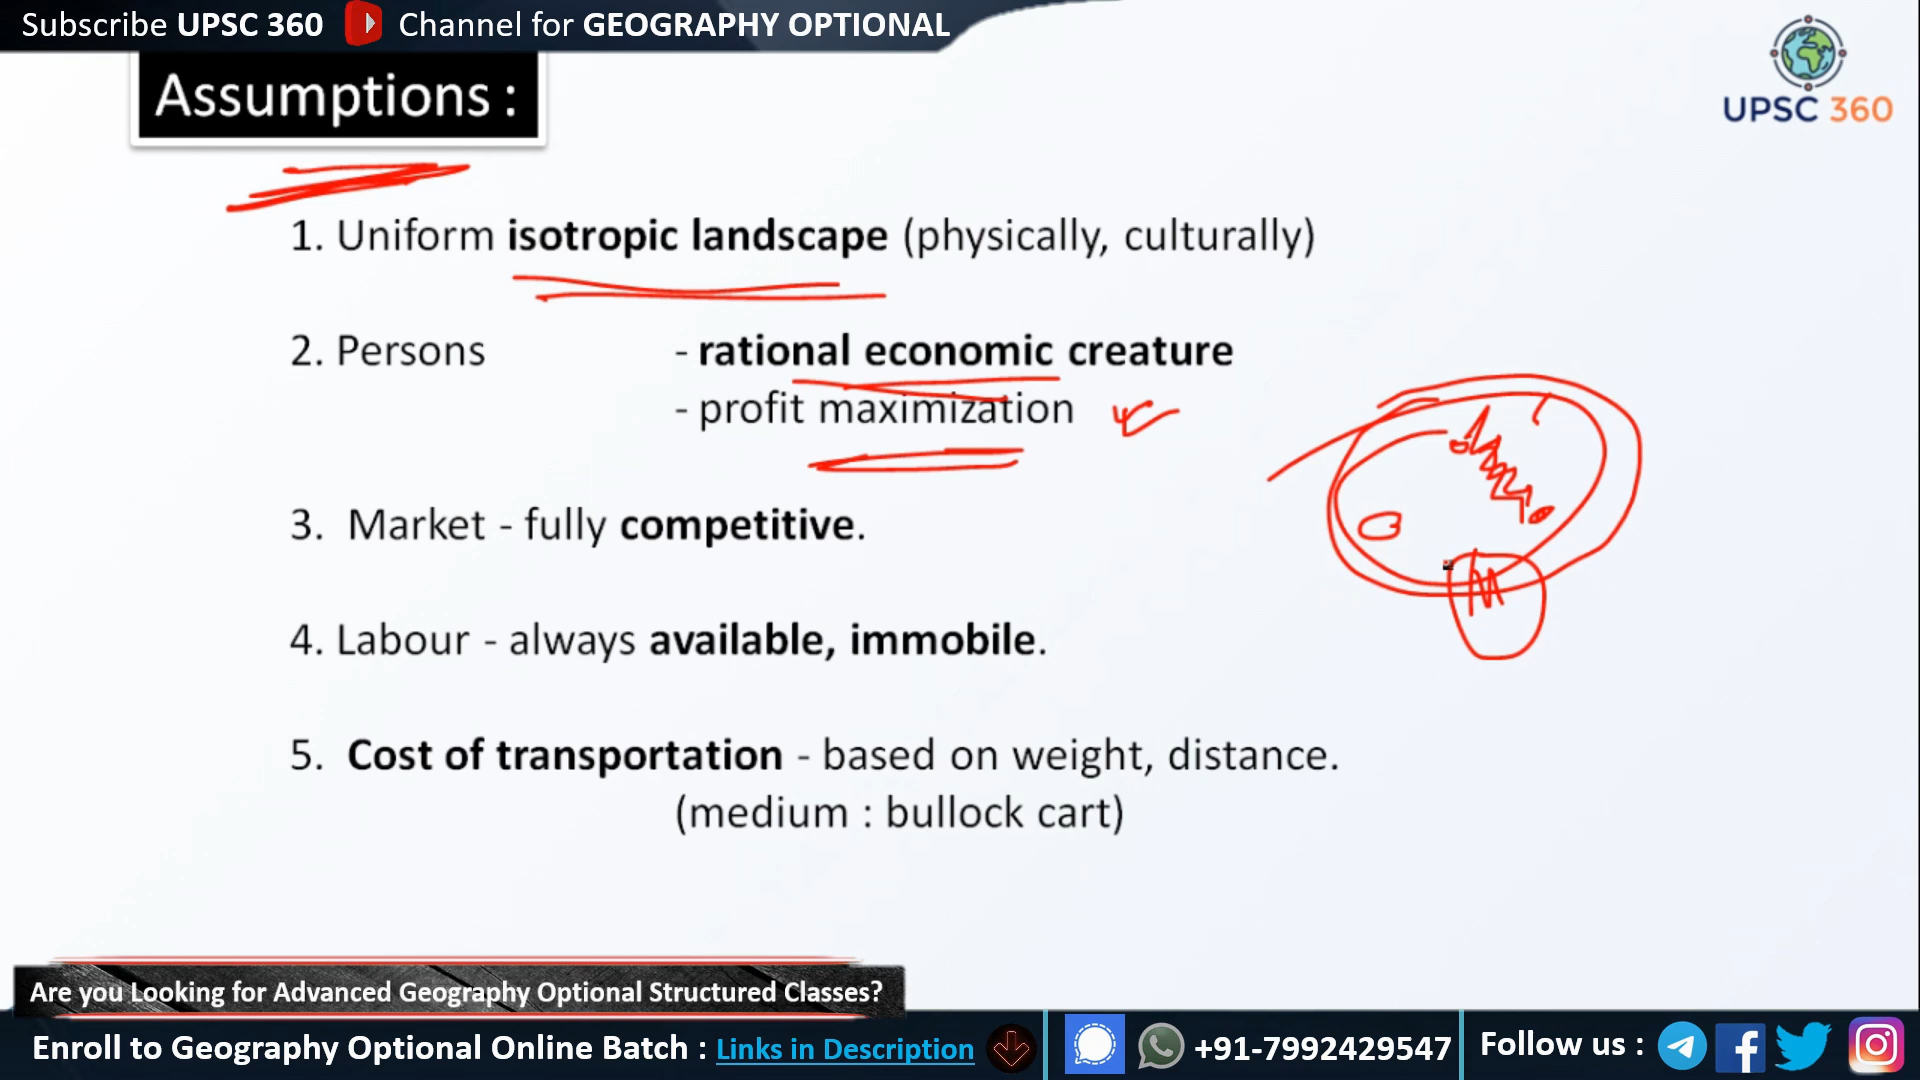 Subscribe UPSC 360 Channel for GEOGRAPHY OPTIONAL
UPSC 360
Assumptions :
1. Uniform isotropic landscape (physically, culturally)
2. Persons - rational economic creature
- profit maximization
3. Market - fully competitive.
4. Labour - always available, immobile.
5. Cost of transportation - based on weight, distance.
(medium : bullock cart)
M
Are you Looking for Advanced Geography Optional Structured Classes?
Enroll to Geography Optional Online Batch : Links in Description +91-7992429547 Follow us :